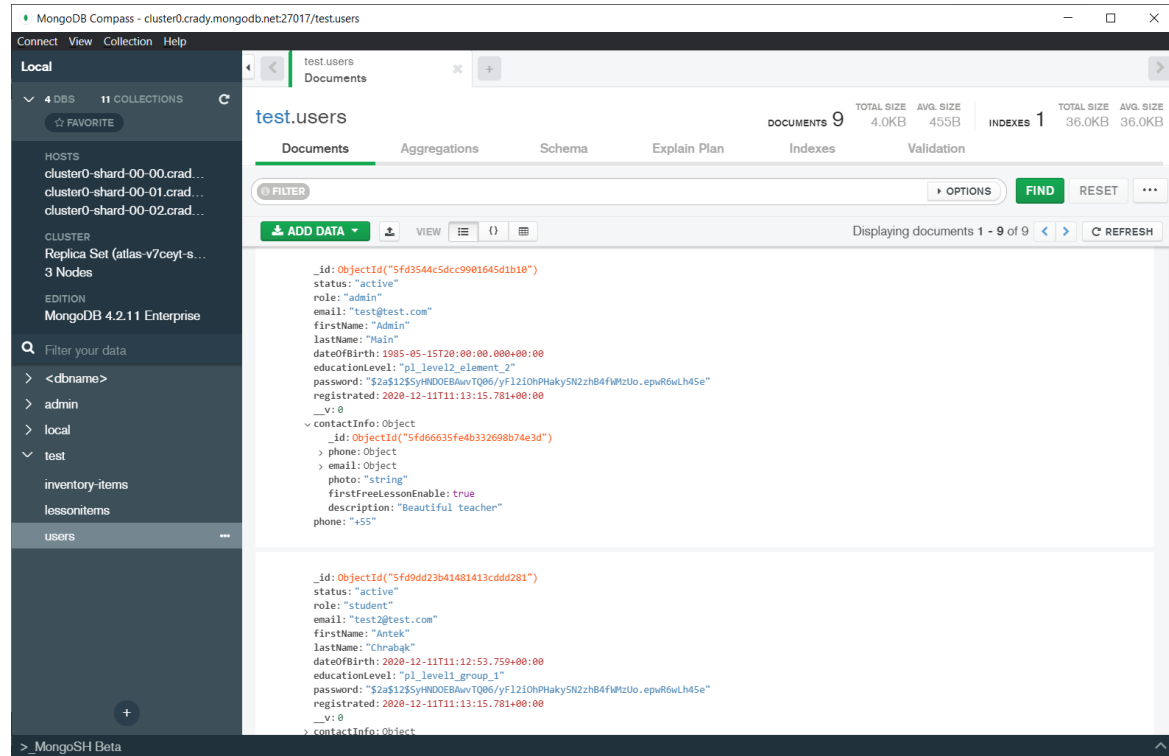 MongoDB Compass - cluster0.crady.mongodb.net:27017/test.users
Connect View Collection Help
Local
4 DBS 11 COLLECTIONS
FAVORITE
HOSTS
cluster0-shard-00-00.crad...
cluster0-shard-00-01.crad...
cluster0-shard-00-02.crad...
CLUSTER
Replica Set (atlas-v7ceyt-s...
3 Nodes
EDITION
MongoDB 4.2.11 Enterprise
Filter your data
<dbname>
admin
local
test
inventory-items
lessonitems
users
>_MongoSH Beta
test.users
Documents
test.users
DOCUMENTS 9 TOTAL SIZE 4.0KB AVG. SIZE 455B INDEXES 1 TOTAL SIZE 36.0KB AVG. SIZE 36.0KB
Documents Aggregations Schema Explain Plan Indexes Validation
FILTER OPTIONS FIND RESET ...
ADD DATA VIEW {} Displaying documents 1 - 9 of 9 < > REFRESH
_id: ObjectId("5fd3544c5dcc9901645d1b10")
status: "active"
role: "admin"
email: "test@test.com"
firstName: "Admin"
lastName: "Main"
dateOfBirth: 1985-05-15T20:00:00.000+00:00
educationLevel: "pl_level2_element_2"
password: "$2a$12$SyHNDOEBAwvTQ06/yFl2iOhPHaky5N2zhB4fWMzUo.epwR6wLh45e"
registrated: 2020-12-11T11:13:15.781+00:00
__v: 0
contactInfo: Object
_id: ObjectId("5fd66635fe4b332698b74e3d")
phone: Object
email: Object
photo: "string"
firstFreeLessonEnable: true
description: "Beautiful teacher"
phone: "+55"
_id: ObjectId("5fd9dd23b41481413cddd281")
status: "active"
role: "student"
email: "test2@test.com"
firstName: "Antek"
lastName: "Chrabąk"
dateOfBirth: 2020-12-11T11:12:53.759+00:00
educationLevel: "pl_level1_group_1"
password: "$2a$12$SyHNDOEBAwvTQ06/yFl2iOhPHaky5N2zhB4fWMzUo.epwR6wLh45e"
registrated: 2020-12-11T11:13:15.781+00:00
__v: 0
contactInfo: Object